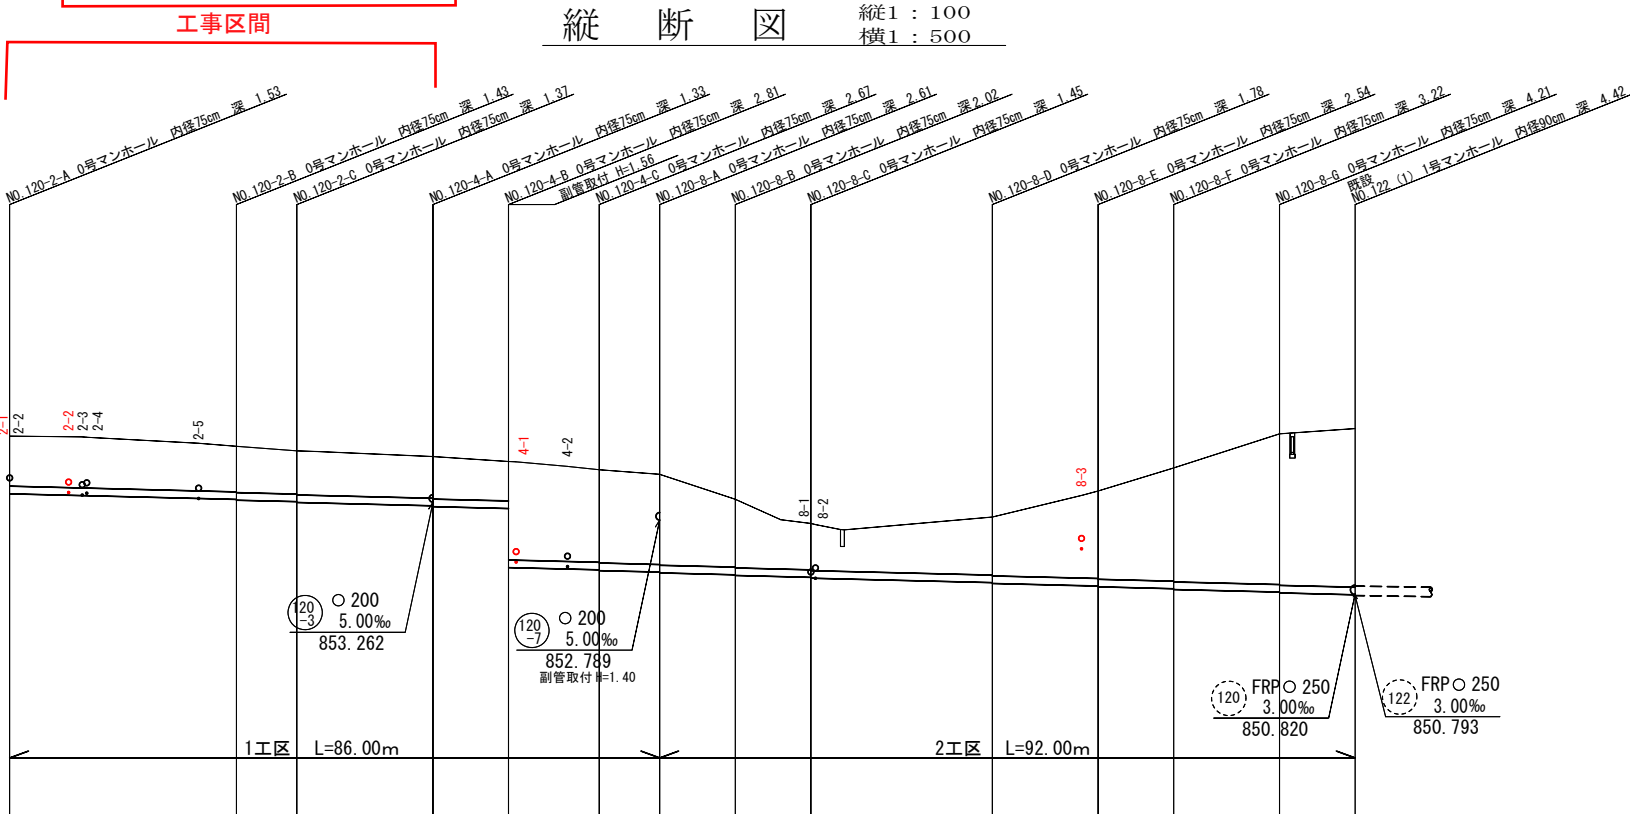 工事区間
縦断図
縦1：100
横1：500
NO.120-2-A 0号マンホール 内径75cm 深 1.53
NO.120-2-B 0号マンホール 内径75cm 深 1.43
NO.120-2-C 0号マンホール 内径75cm 深 1.37
NO.120-4-A 0号マンホール 内径75cm 深 1.33
NO.120-4-B 0号マンホール 内径75cm 深 2.81
副管取付 H=1.56
NO.120-4-C 0号マンホール 内径75cm 深 2.67
NO.120-8-A 0号マンホール 内径75cm 深 2.61
NO.120-8-B 0号マンホール 内径75cm 深2.02
NO.120-8-C 0号マンホール 内径75cm 深 1.45
NO.120-8-D 0号マンホール 内径75cm 深 1.78
NO.120-8-E 0号マンホール 内径75cm 深 2.54
NO.120-8-F 0号マンホール 内径75cm 深 3.22
NO.120-8-G 0号マンホール 内径75cm 深 4.21
既設
NO.122 (1) 1号マンホール 内径90cm 深 4.42
2-1
2-2
2-2
2-3
2-4
2-5
4-1
4-2
8-1
8-2
8-3
120
-3
○ 200
5.00‰
853.262
120
-7
○ 200
5.00‰
852.789
副管取付 H=1.40
120
FRP ○ 250
3.00‰
850.820
122
FRP ○ 250
3.00‰
850.793
1工区 L=86.00m
2工区 L=92.00m